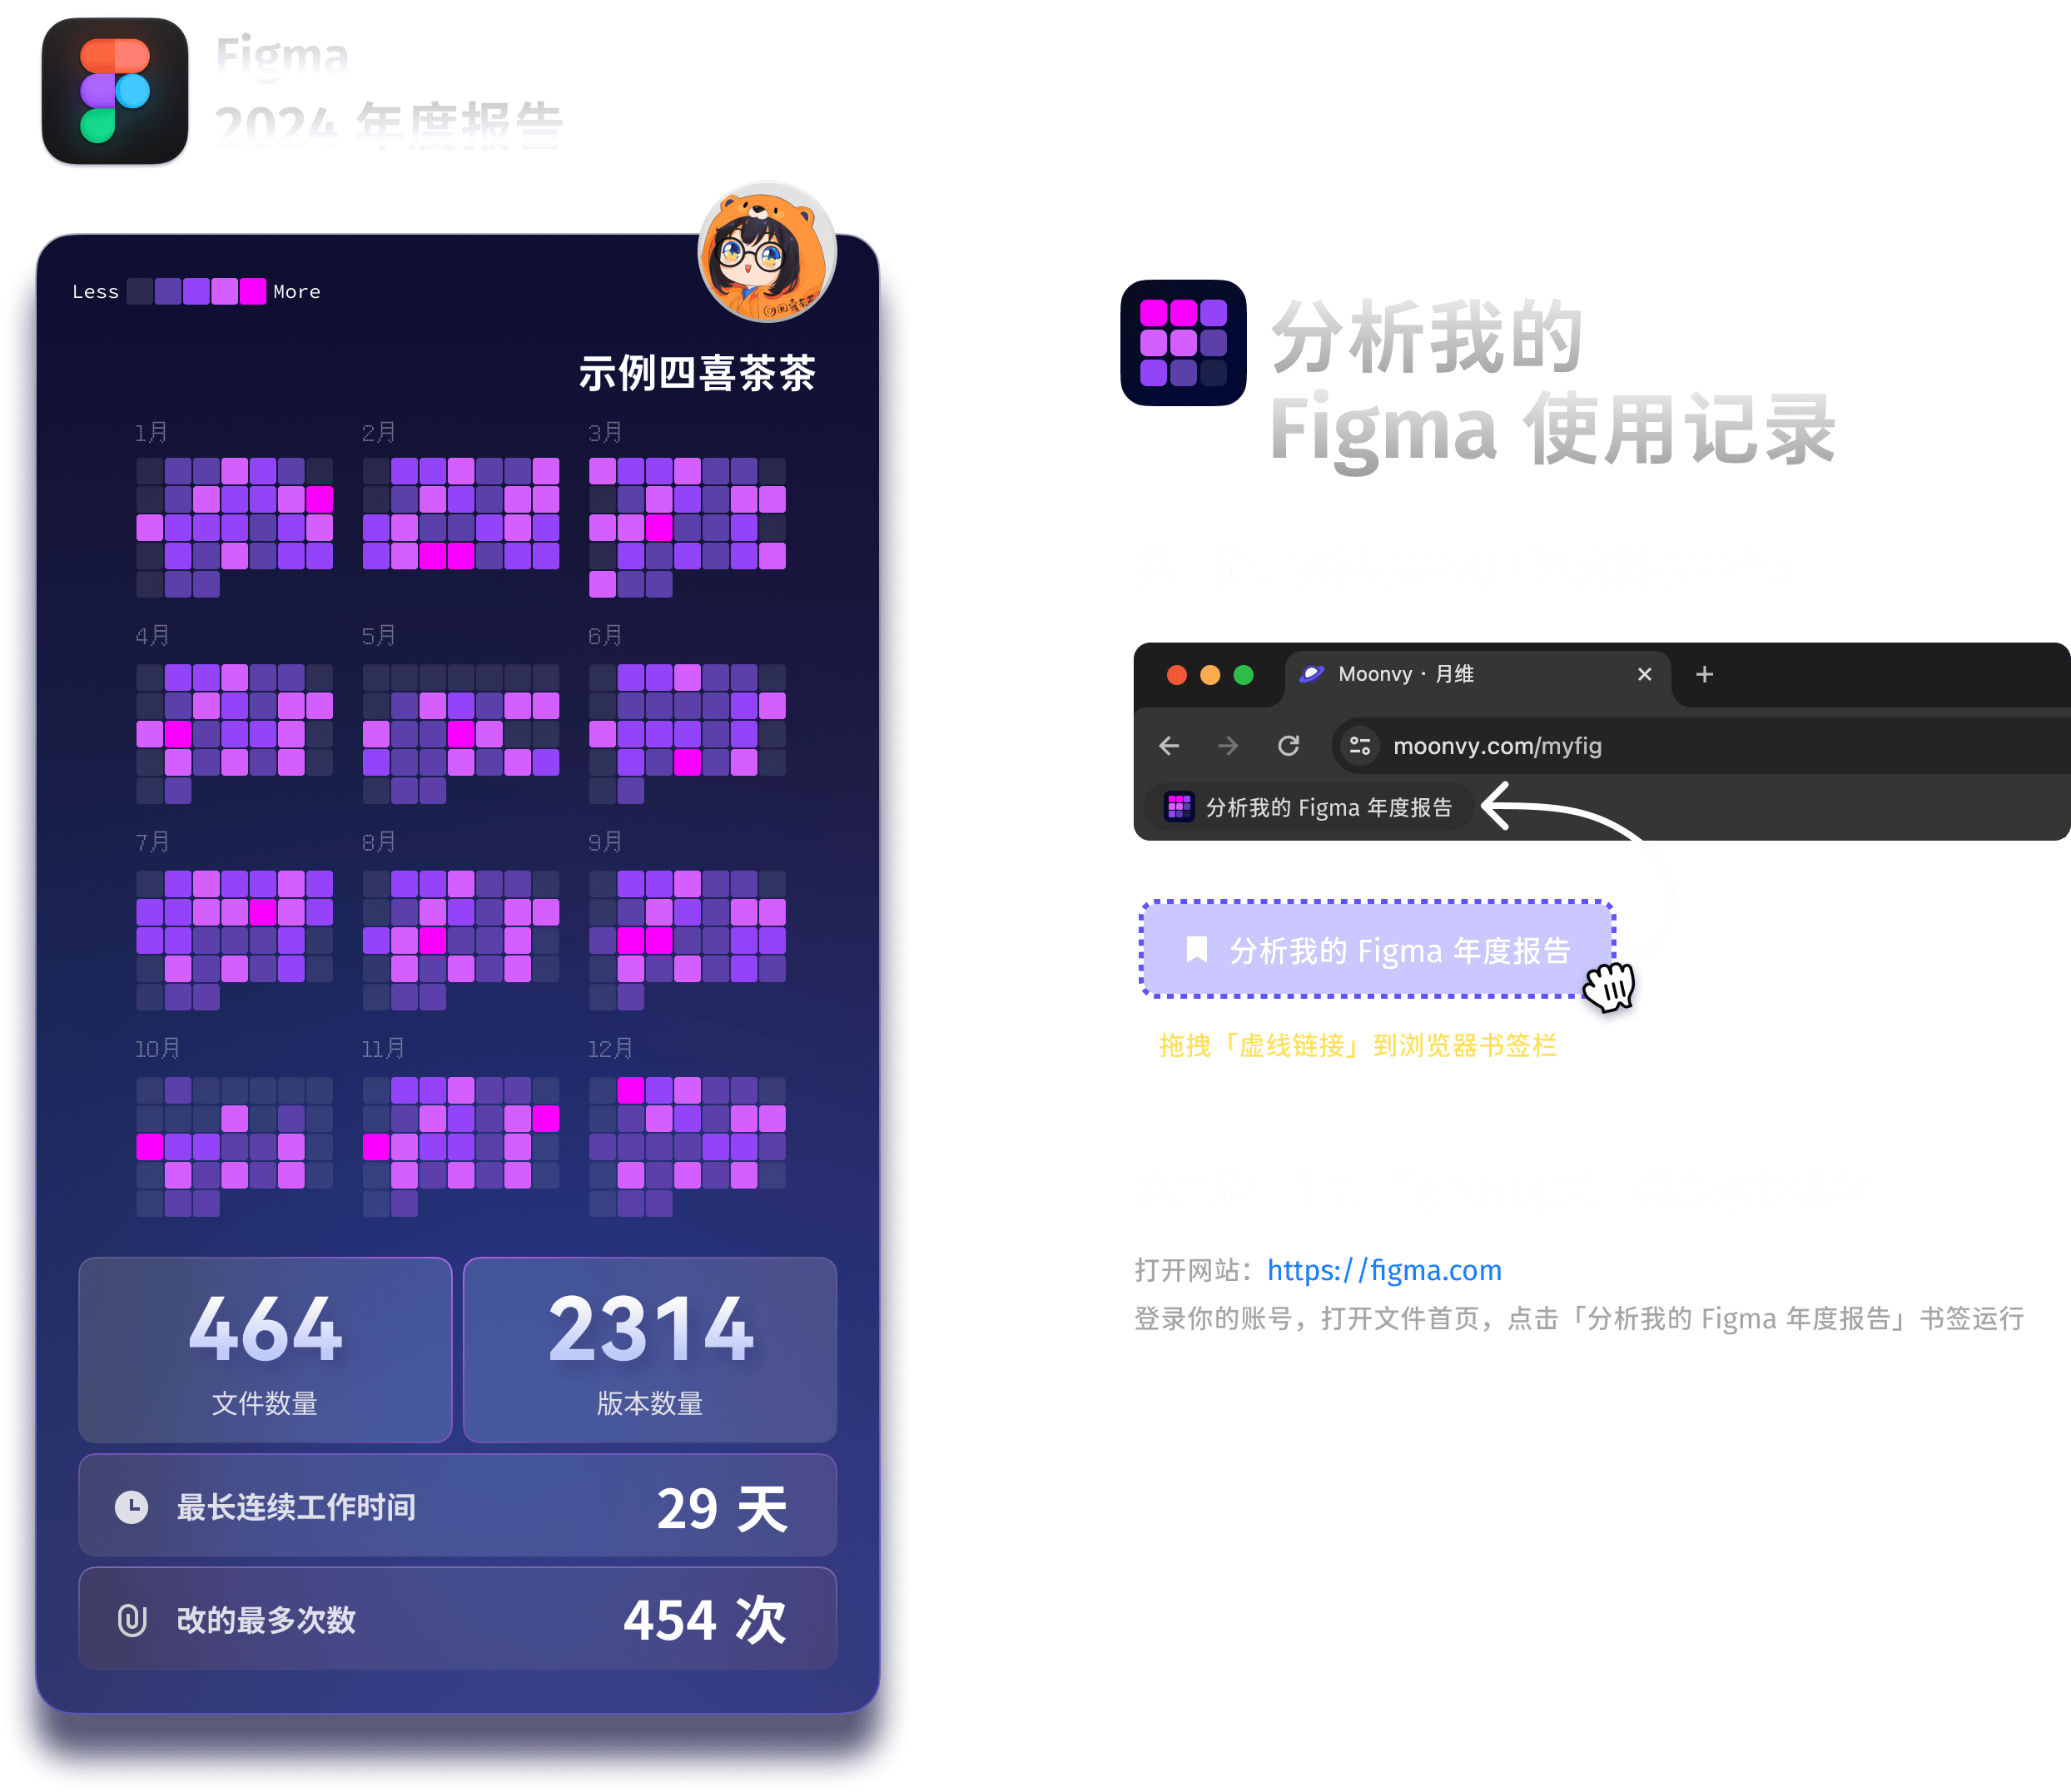 Figma
2024 年度报告
Less
More
@四喜茶茶
示例四喜茶茶
1月
2月
3月
4月
5月
6月
7月
8月
9月
10月
11月
12月
464
文件数量
2314
版本数量
最长连续工作时间
29 天
改的最多次数
454 次
分析我的
Figma 使用记录
Moonvy · 月维
moonvy.com/myfig
分析我的 Figma 年度报告
分析我的 Figma 年度报告
拖拽「虚线链接」到浏览器书签栏
打开网站：https://figma.com
登录你的账号，打开文件首页，点击「分析我的 Figma 年度报告」书签运行